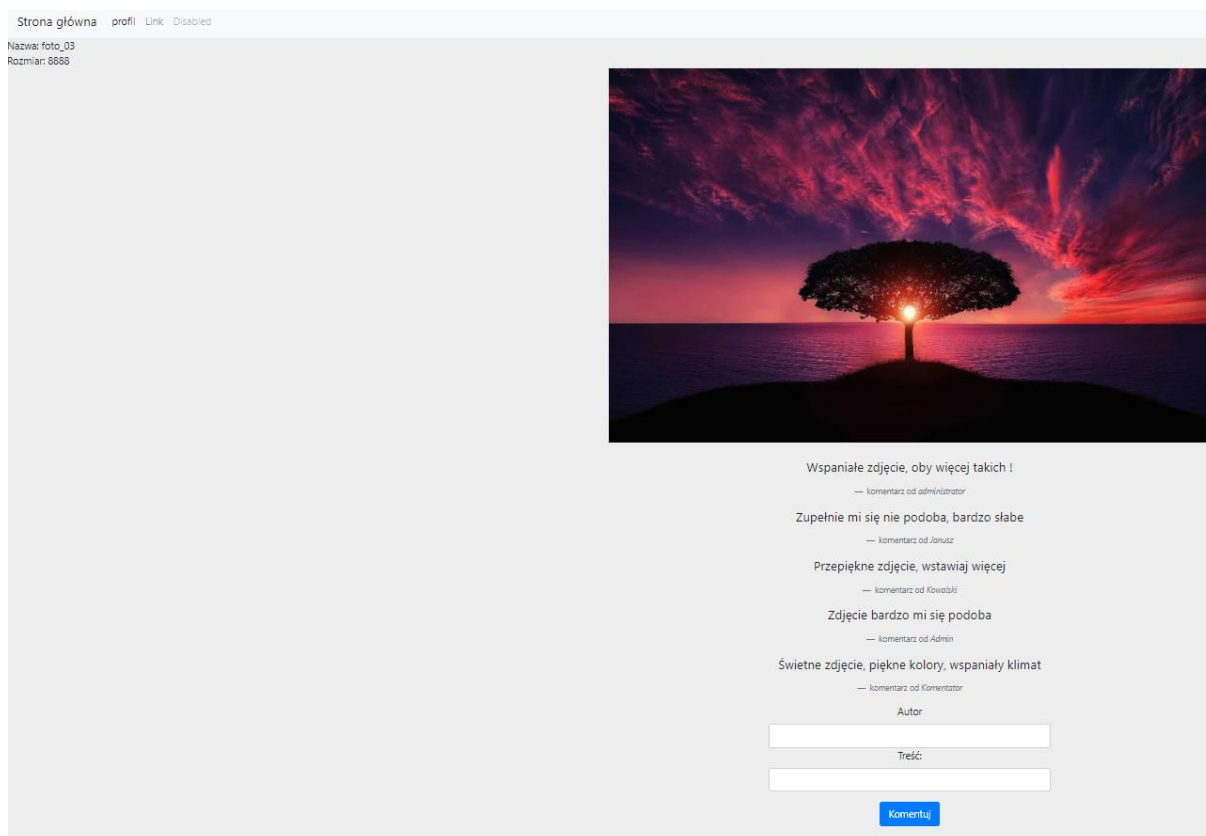 Strona główna profil Link Disabled
Nazwa: foto_03
Rozmiar: 8888
Wspaniałe zdjęcie, oby więcej takich !
— komentarz od administrator
Zupełnie mi się nie podoba, bardzo słabe
— komentarz od Janusz
Przepiękne zdjęcie, wstawiaj więcej
— komentarz od Kowalski
Zdjęcie bardzo mi się podoba
— komentarz od Admin
Świetne zdjęcie, piękne kolory, wspaniały klimat
— komentarz od Komentator
Autor
Treść:
Komentuj